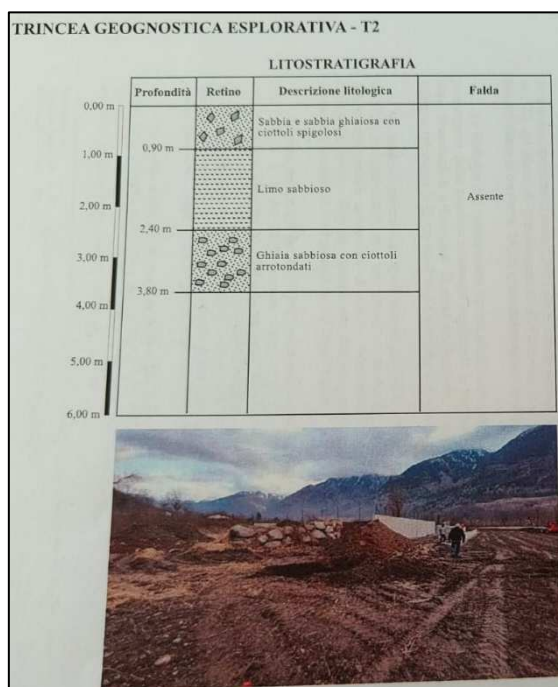 TRINCEA GEOGNOSTICA ESPLORATIVA - T2
LITOSTRATIGRAFIA
Profondità Retino Descrizione litologica Falda
0,00 m
Sabbia e sabbia ghiaiosa con
ciottoli spigolosi
0,90 m
1,00 m
Limo sabbioso
Assente
2,00 m
2,40 m
Ghiaia sabbiosa con ciottoli
arrotondati
3,00 m
3,80 m
4,00 m
5,00 m
6,00 m